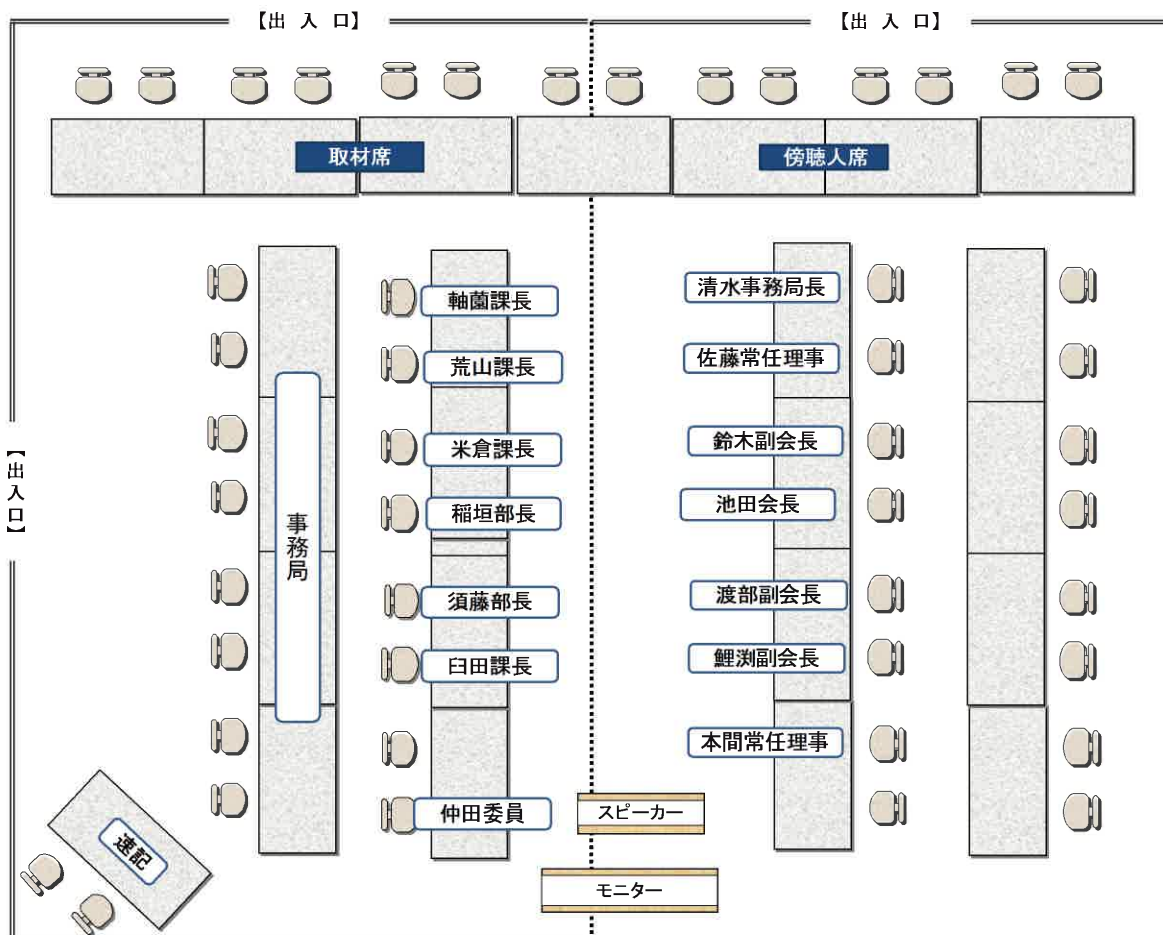 【出 入 口】
【出 入 口】
取材席
傍聴人席
軸薗課長
清水事務局長
荒山課長
佐藤常任理事
米倉課長
鈴木副会長
稲垣部長
池田会長
【出入口】
事務局
須藤部長
渡部副会長
臼田課長
鯉渕副会長
本間常任理事
仲田委員
スピーカー
速記
モニター